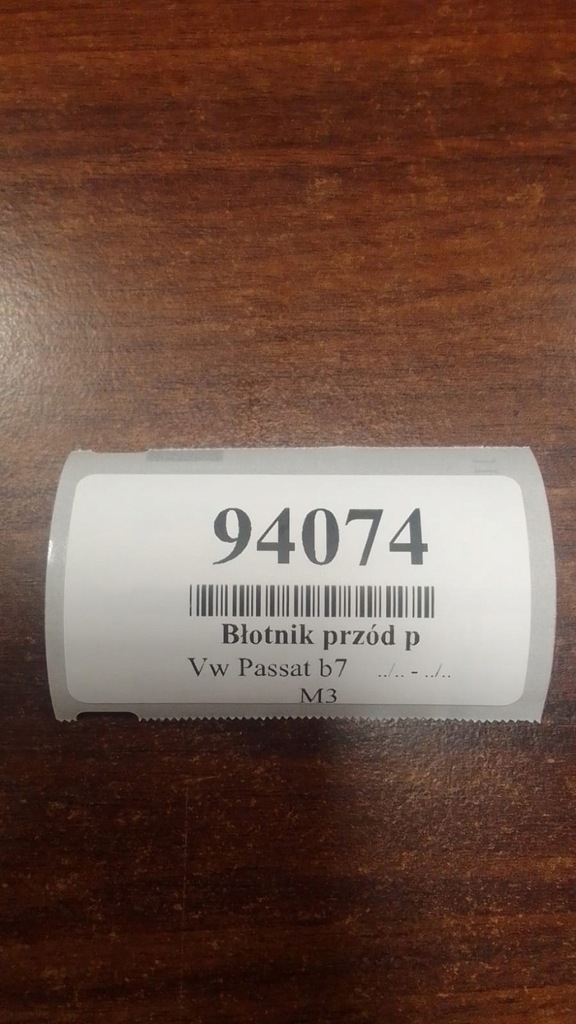 94074
Błotnik przód p
Vw Passat b7 ../.. - ../..
M3